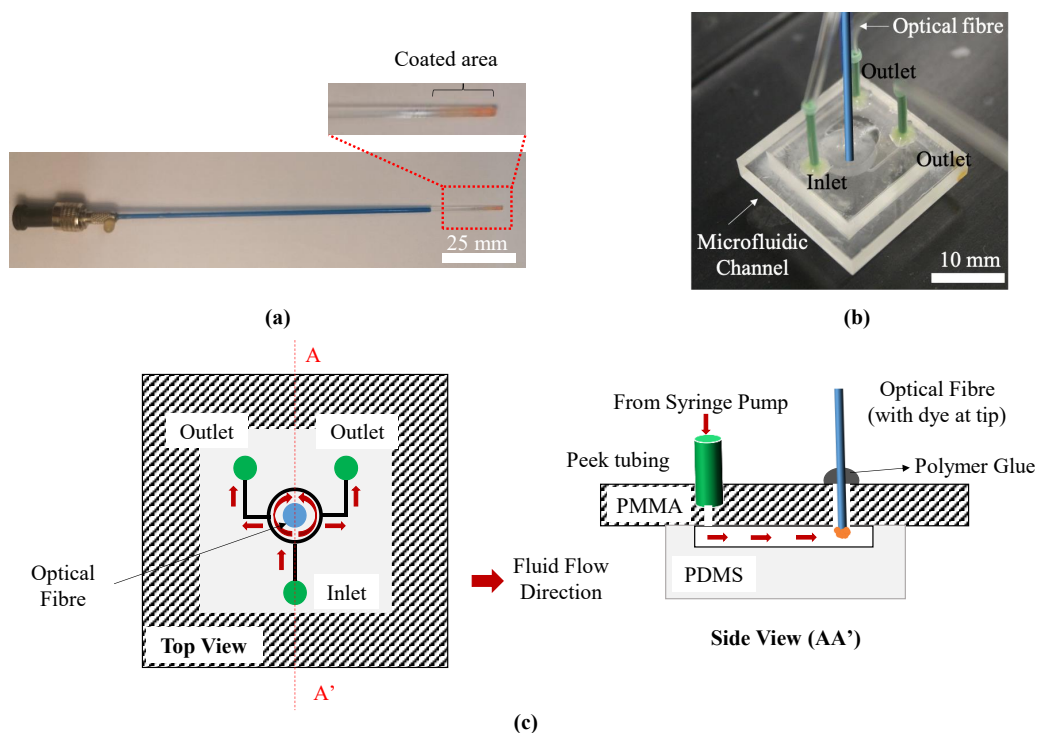 Coated area
25 mm
(a)
Optical fibre
Outlet
Outlet
Inlet
Microfluidic
Channel
10 mm
(b)
A
Outlet
Outlet
Optical
Fibre
Inlet
Top View
A’
Fluid Flow
Direction
From Syringe Pump
Optical Fibre
(with dye at tip)
Peek tubing
Polymer Glue
PMMA
PDMS
Side View (AA’)
(c)